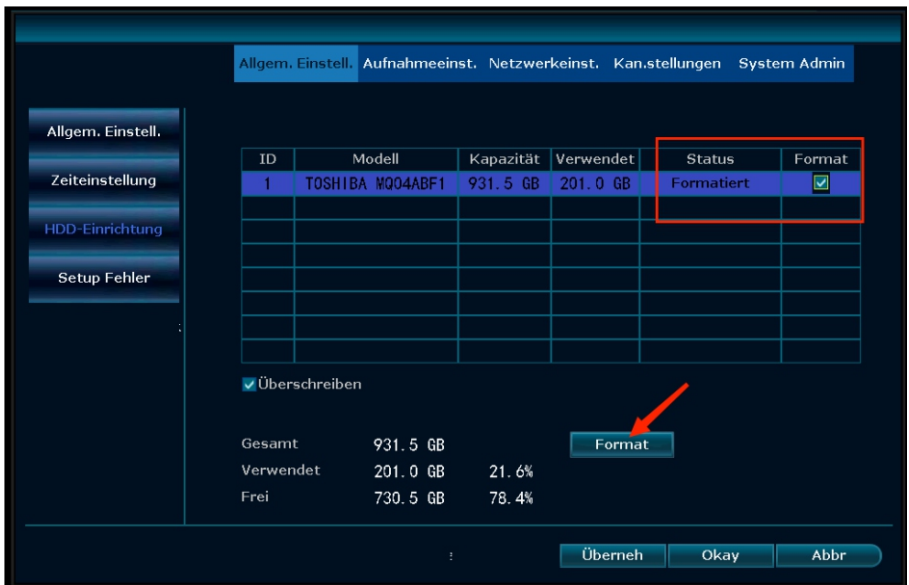 Allgem. Einstell. Aufnahmeeinst. Netzwerkeinst. Kan.stellungen System Admin
Allgem. Einstell.
Zeiteinstellung
HDD-Einrichtung
Setup Fehler
ID Modell Kapazität Verwendet Status Format
1 TOSHIBA MQ04ABF1 931.5 GB 201.0 GB Formatiert
Überschreiben
Gesamt 931.5 GB Format
Verwendet 201.0 GB 21.6%
Frei 730.5 GB 78.4%
Überneh Okay Abbr